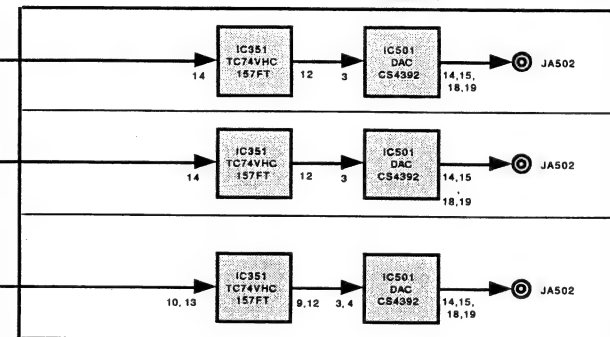 IC351
TC74VHC
157FT
IC501
DAC
CS4392
14
12
3
14,15,
18,19
JA502
IC351
TC74VHC
157FT
IC501
DAC
CS4392
14
12
3
14,15
18,19
JA502
IC351
TC74VHC
157FT
IC501
DAC
CS4392
10, 13
9,12
3, 4
14,15,
18,19
JA502